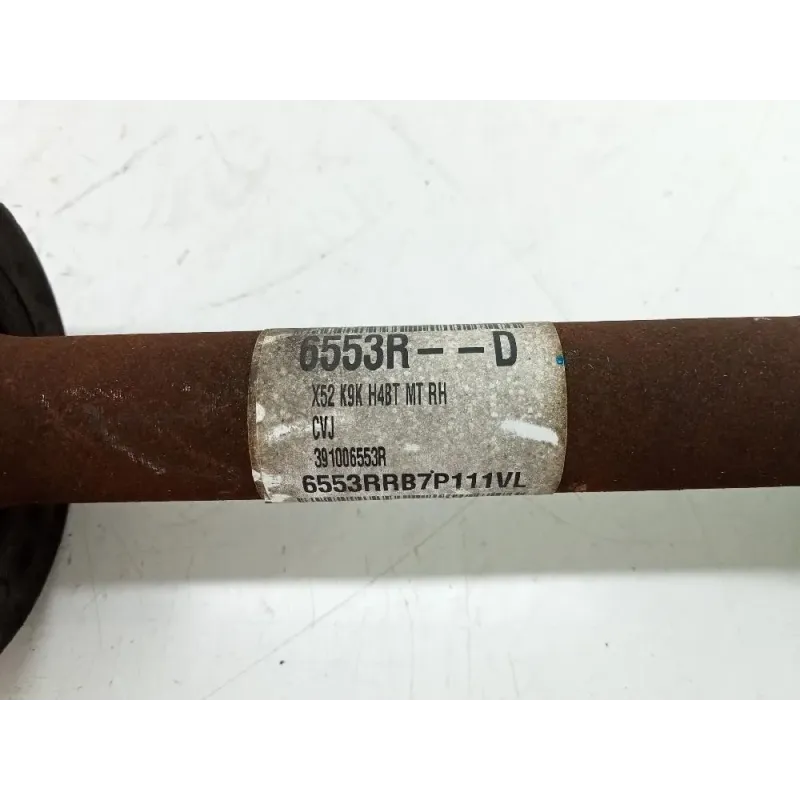 6553R--D
X52 K9K H4BT MT RH
CVJ
391006553R
6553RRB7P111VL